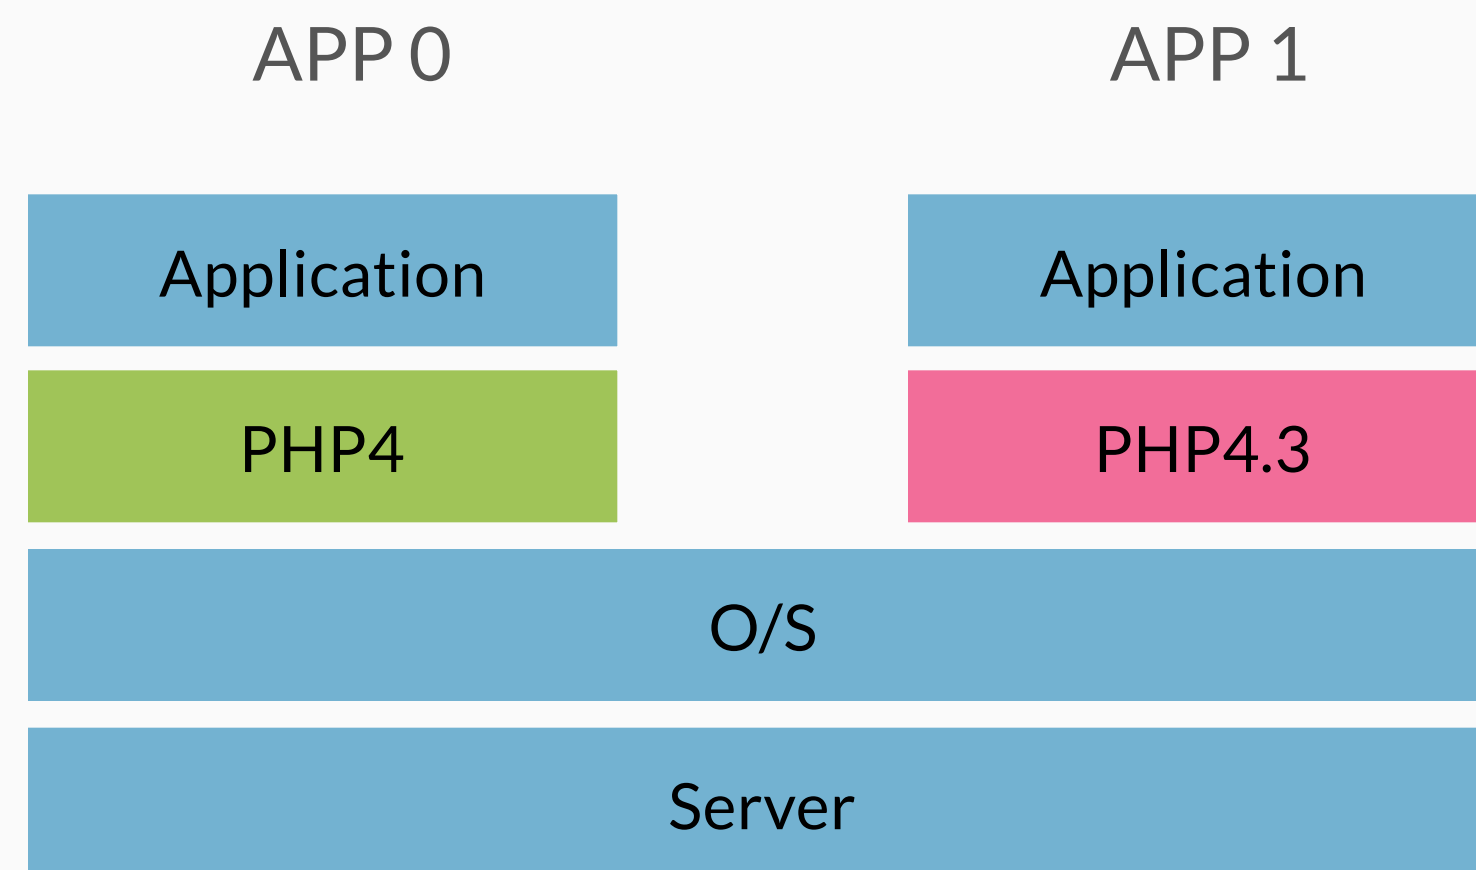 APP 0
APP 1
Application
Application
PHP4
PHP4.3
O/S
Server